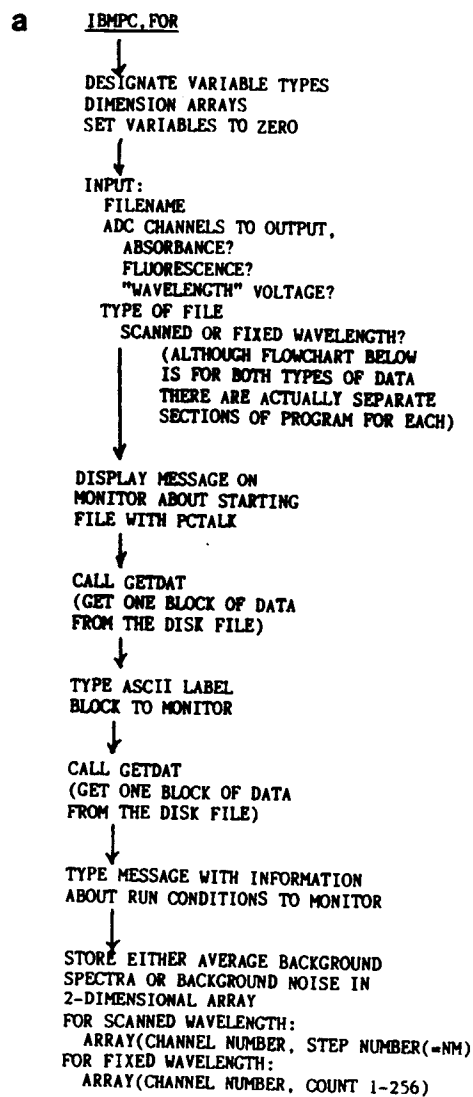 a
IBMPC.FOR
DESIGNATE VARIABLE TYPES
DIMENSION ARRAYS
SET VARIABLES TO ZERO
INPUT:
FILENAME
ADC CHANNELS TO OUTPUT,
ABSORBANCE?
FLUORESCENCE?
"WAVELENGTH" VOLTAGE?
TYPE OF FILE
SCANNED OR FIXED WAVELENGTH?
(ALTHOUGH FLOWCHART BELOW
IS FOR BOTH TYPES OF DATA
THERE ARE ACTUALLY SEPARATE
SECTIONS OF PROGRAM FOR EACH)
DISPLAY MESSAGE ON
MONITOR ABOUT STARTING
FILE WITH PCTALK
CALL GETDAT
(GET ONE BLOCK OF DATA
FROM THE DISK FILE)
TYPE ASCII LABEL
BLOCK TO MONITOR
CALL GETDAT
(GET ONE BLOCK OF DATA
FROM THE DISK FILE)
TYPE MESSAGE WITH INFORMATION
ABOUT RUN CONDITIONS TO MONITOR
STORE EITHER AVERAGE BACKGROUND
SPECTRA OR BACKGROUND NOISE IN
2-DIMENSIONAL ARRAY
FOR SCANNED WAVELENGTH:
ARRAY(CHANNEL NUMBER, STEP NUMBER(=NM)
FOR FIXED WAVELENGTH:
ARRAY(CHANNEL NUMBER, COUNT 1-256)